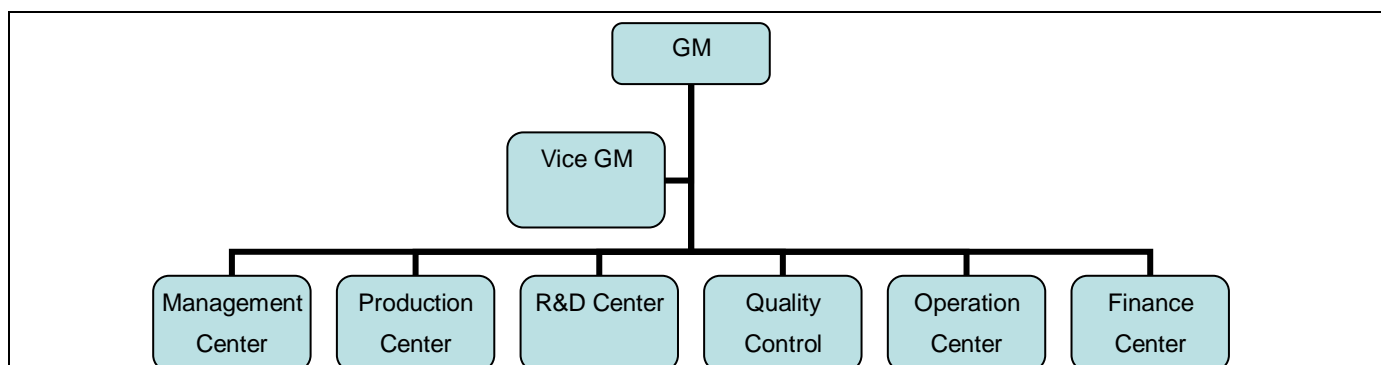 GM
Vice GM
Management
Center
Production
Center
R&D Center
Quality
Control
Operation
Center
Finance
Center